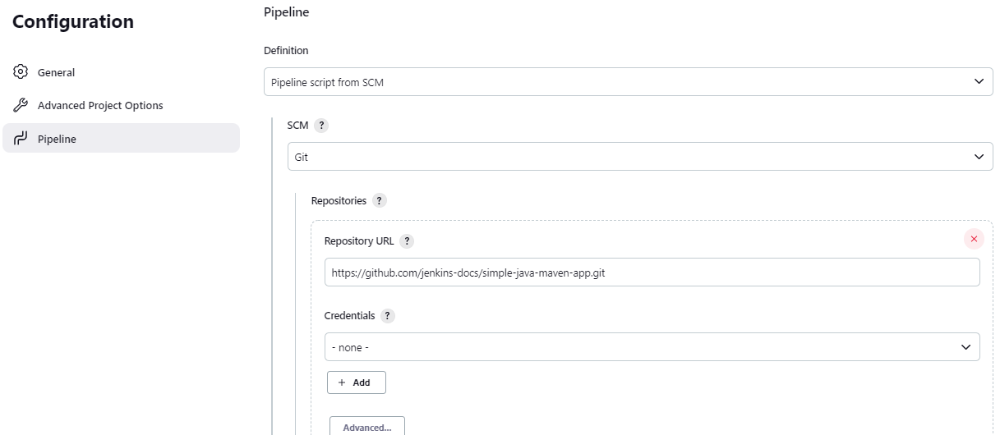 Configuration
General
Advanced Project Options
Pipeline
Pipeline
Definition
Pipeline script from SCM
SCM ?
Git
Repositories ?
Repository URL ?
https://github.com/jenkins-docs/simple-java-maven-app.git
Credentials ?
- none -
+ Add
Advanced...